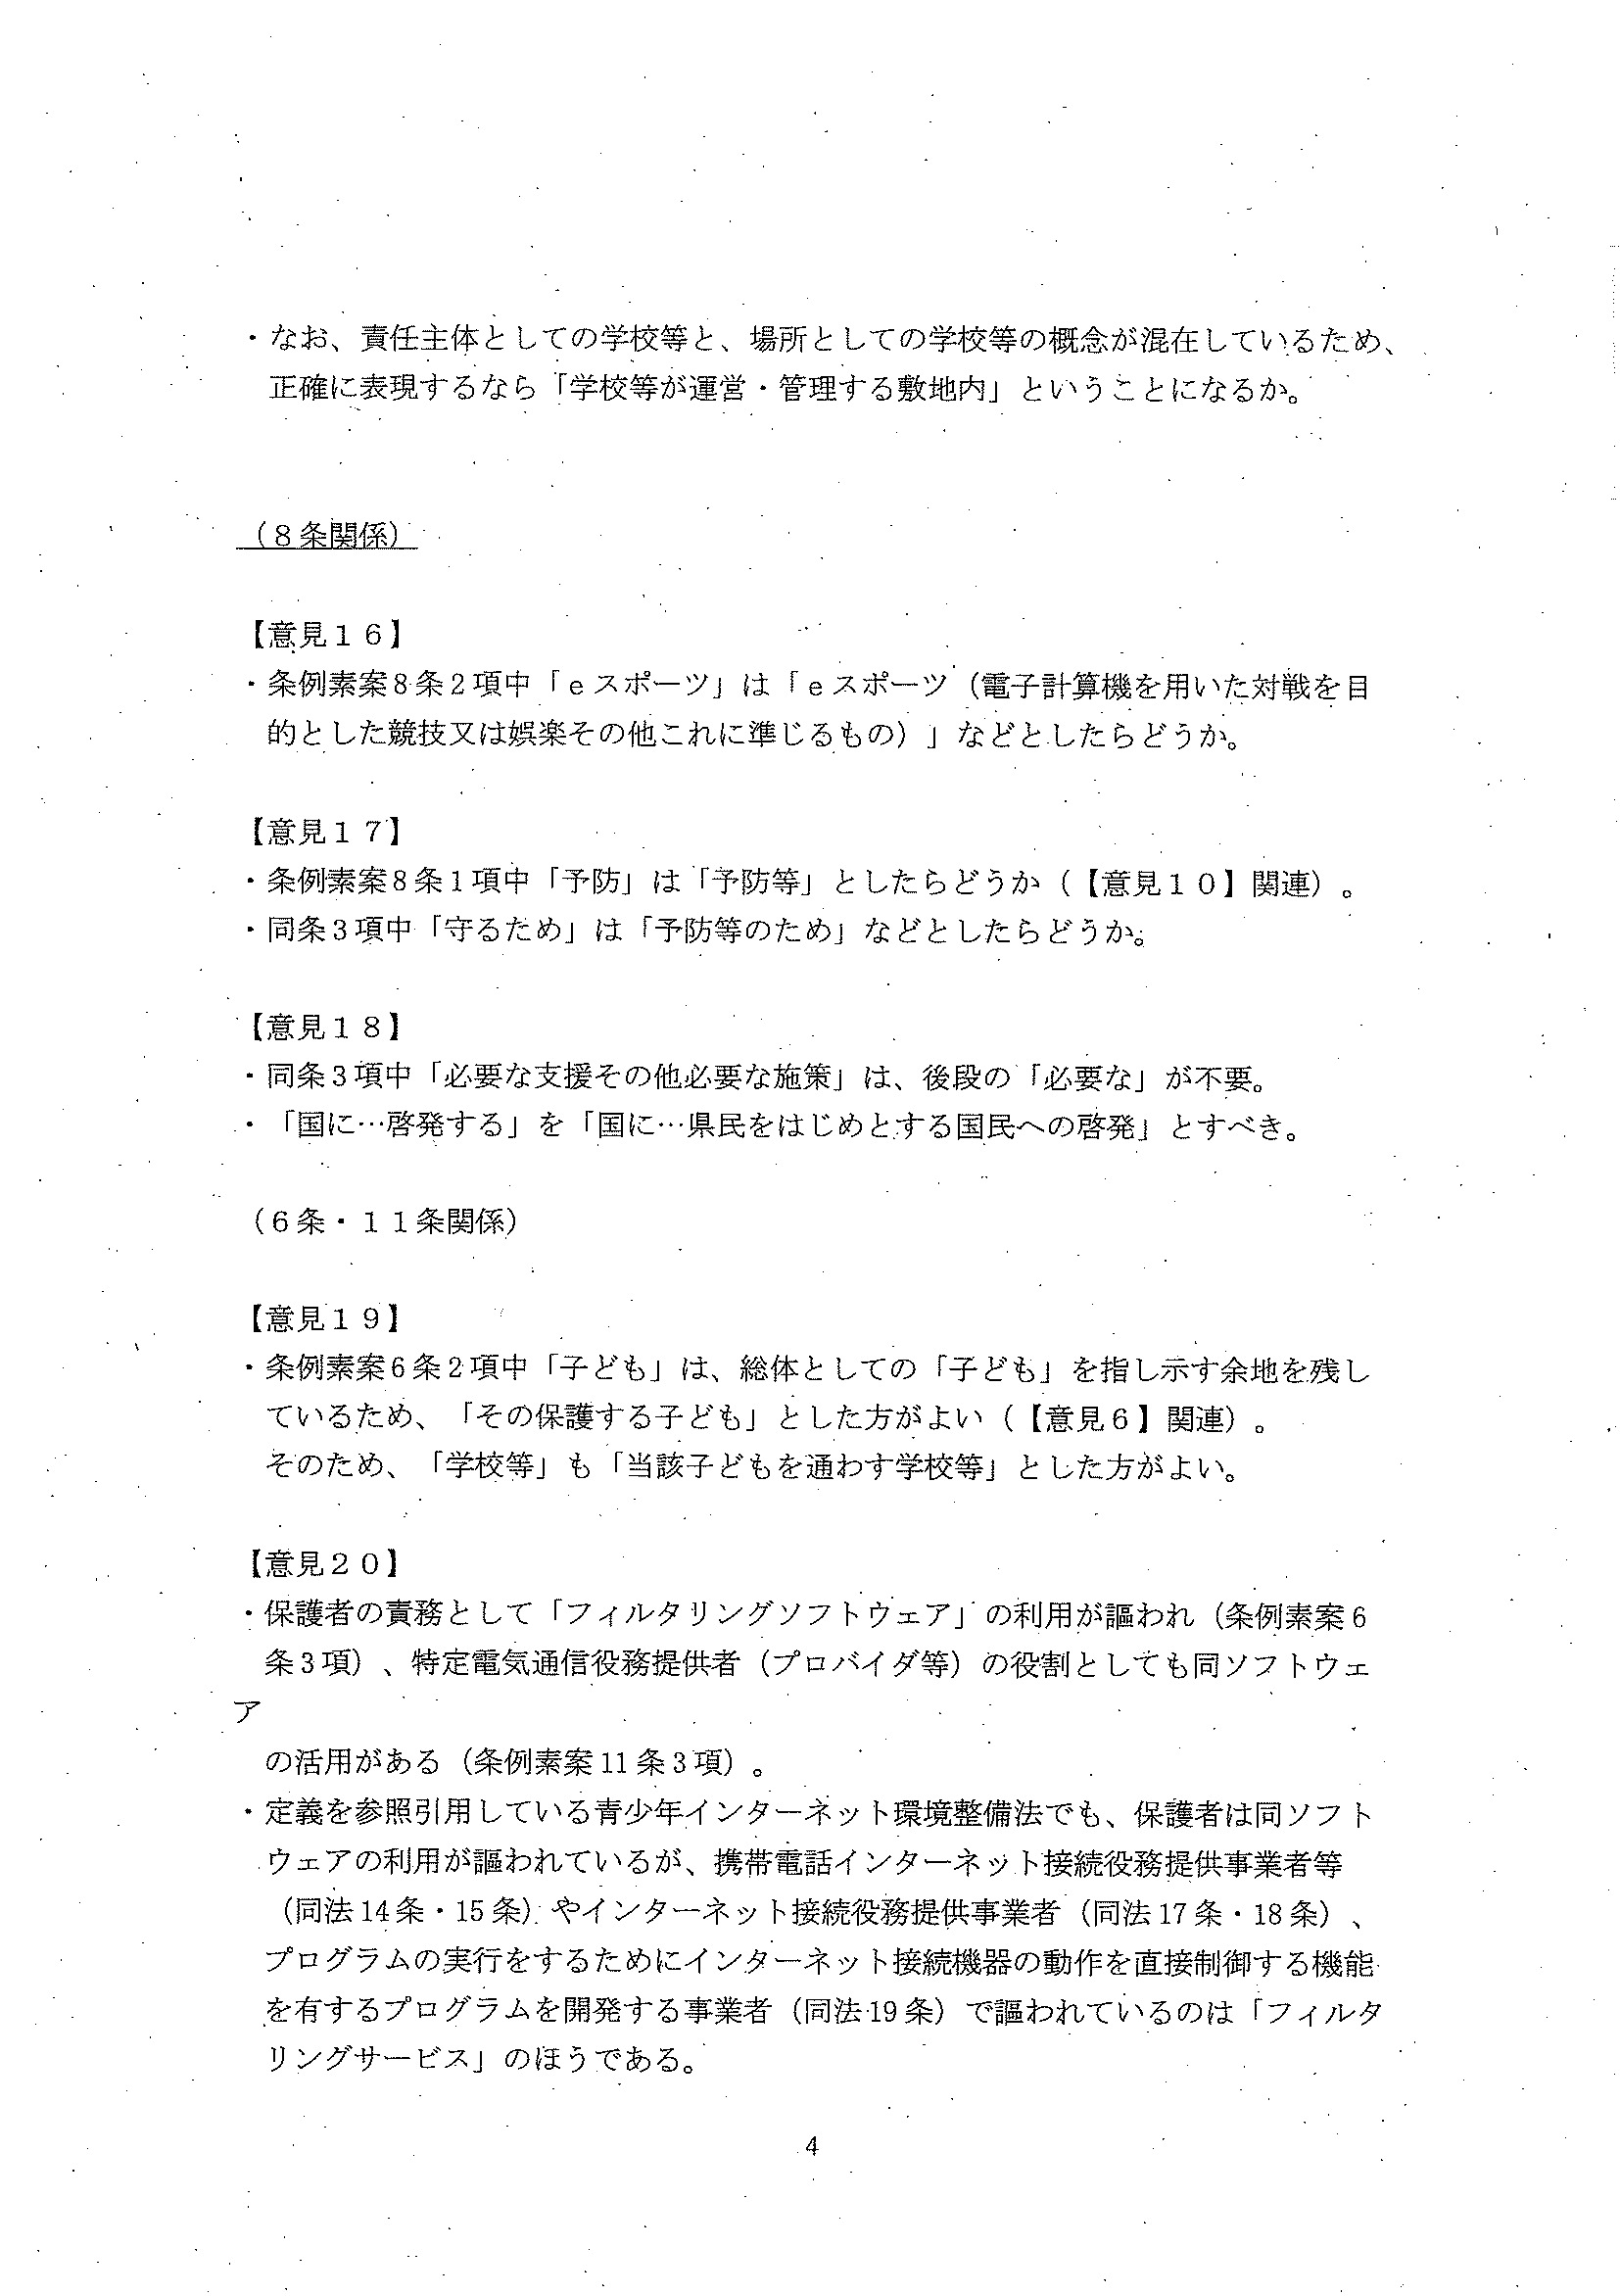 ・なお、責任主体としての学校等と、場所としての学校等の概念が混在しているため、
正確に表現するなら「学校等が運営・管理する敷地内」ということになるか。
（８条関係）
【意見１６】
・条例素案8条2項中「ｅスポーツ」は「ｅスポーツ（電子計算機を用いた対戦を目
的とした競技又は娯楽その他これに準じるもの）」などとしたらどうか。
【意見１７】
・条例素案8条1項中「予防」は「予防等」としたらどうか（【意見１０】関連）。
・同条3項中「守るため」は「予防等のため」などとしたらどうか。
【意見１８】
・同条3項中「必要な支援その他必要な施策」は、後段の「必要な」が不要。
・「国に…啓発する」を「国に…県民をはじめとする国民への啓発」とすべき。
（６条・１１条関係）
【意見１９】
・条例素案6条2項中「子ども」は、総体としての「子ども」を指し示す余地を残し
ているため、「その保護する子ども」とした方がよい（【意見６】関連）。
そのため、「学校等」も「当該子どもを通わす学校等」とした方がよい。
【意見２０】
・保護者の責務として「フィルタリングソフトウェア」の利用が謳われ（条例素案6
条3項）、特定電気通信役務提供者（プロバイダ等）の役割としても同ソフトウェ
ア
の活用がある（条例素案11条3項）。
・定義を参照引用している青少年インターネット環境整備法でも、保護者は同ソフト
ウェアの利用が謳われているが、携帯電話インターネット接続役務提供事業者等
（同法14条・15条）やインターネット接続役務提供事業者（同法17条・18条）、
プログラムの実行をするためにインターネット接続機器の動作を直接制御する機能
を有するプログラムを開発する事業者（同法19条）で謳われているのは「フィルタ
リングサービス」のほうである。
4